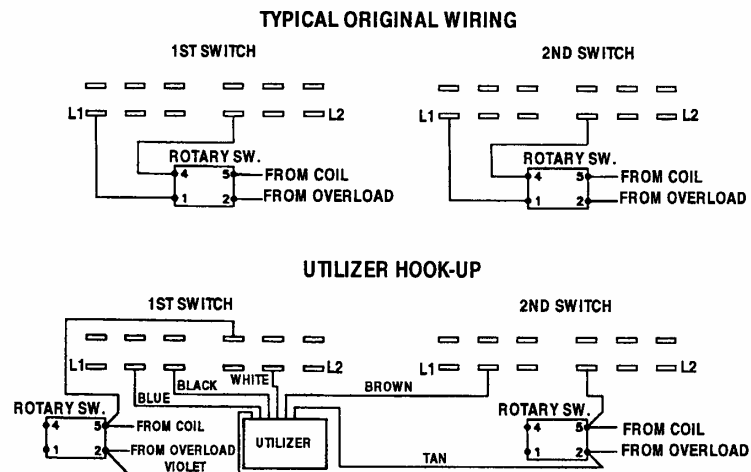 TYPICAL ORIGINAL WIRING
1ST SWITCH
2ND SWITCH
L1 L2
L1 L2
ROTARY SW.
4 5 FROM COIL
1 2 FROM OVERLOAD
ROTARY SW.
4 5 FROM COIL
1 2 FROM OVERLOAD
UTILIZER HOOK-UP
1ST SWITCH
2ND SWITCH
L1 L2
L1 L2
BLUE
BLACK
WHITE
BROWN
ROTARY SW.
4 5 FROM COIL
1 2 FROM OVERLOAD
VIOLET
UTILIZER
TAN
ROTARY SW.
4 5 FROM COIL
1 2 FROM OVERLOAD